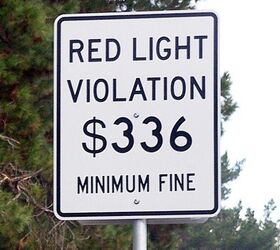 RED LIGHT
VIOLATION
$336
MINIMUM FINE